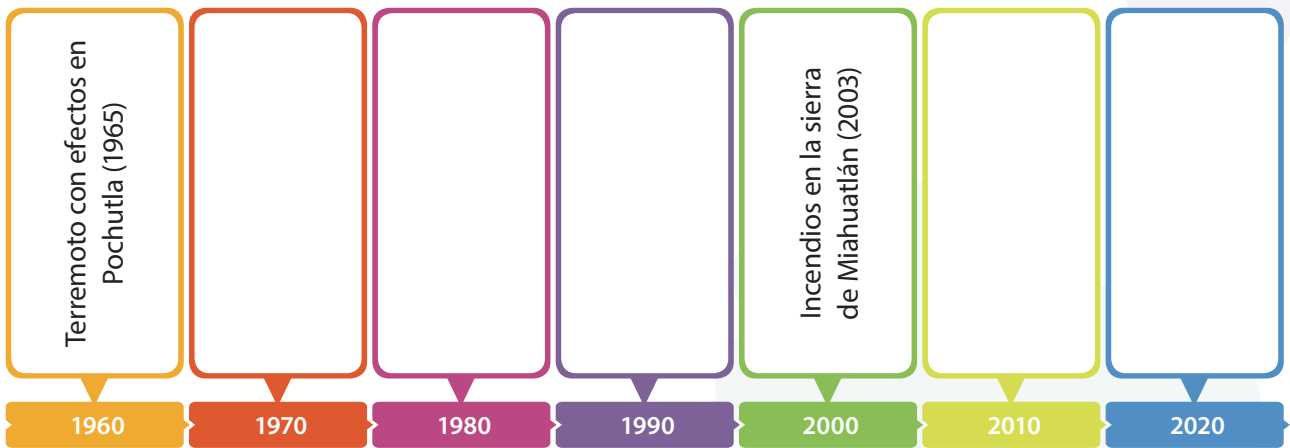 Terremoto con efectos en
Pochutla (1965)
Incendios en la sierra
de Miahuatlán (2003)
1960
1970
1980
1990
2000
2010
2020